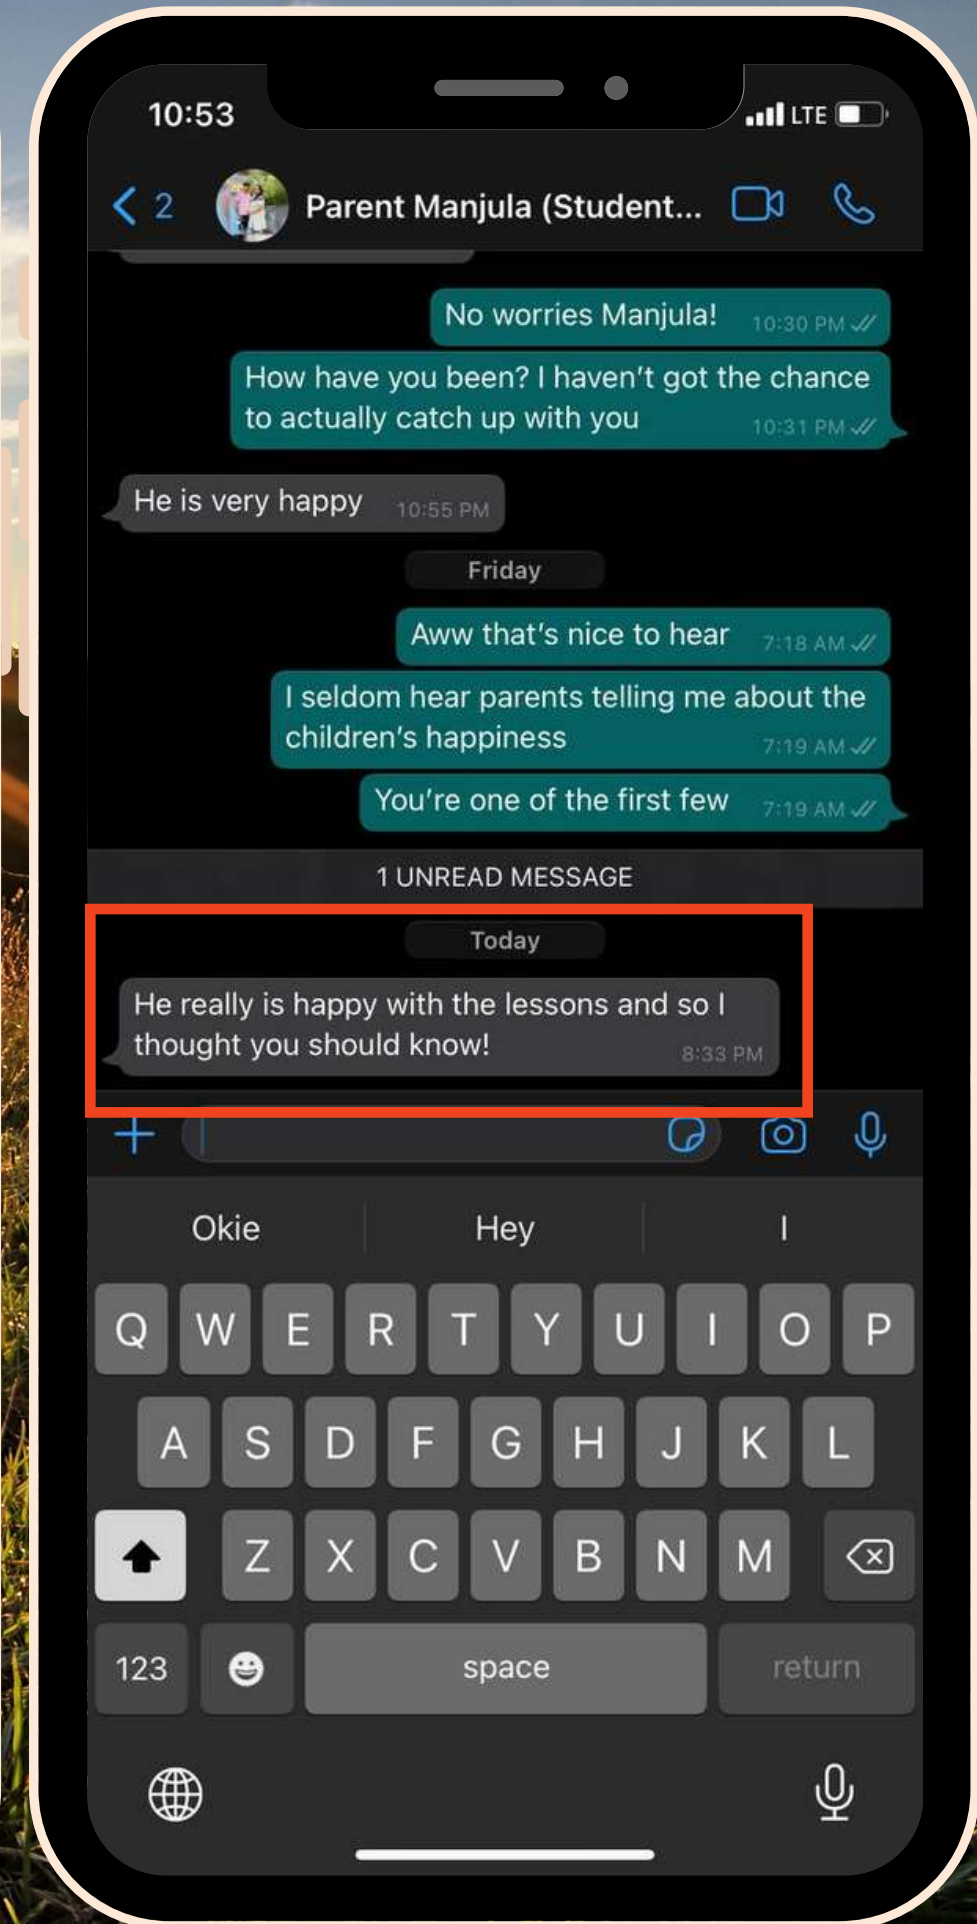 10:53
LTE
2
Parent Manjula (Student...
No worries Manjula!
10:30 PM
How have you been? I haven't got the chance
to actually catch up with you
10:31 PM
He is very happy
10:55 PM
Friday
Aww that's nice to hear
7:18 AM
I seldom hear parents telling me about the
children's happiness
7:19 AM
You're one of the first few
7:19 AM
1 UNREAD MESSAGE
Today
He really is happy with the lessons and so I
thought you should know!
8:33 PM
Okie Hey I
Q W E R T Y U I O P
A S D F G H J K L
Z X C V B N M
123 space return